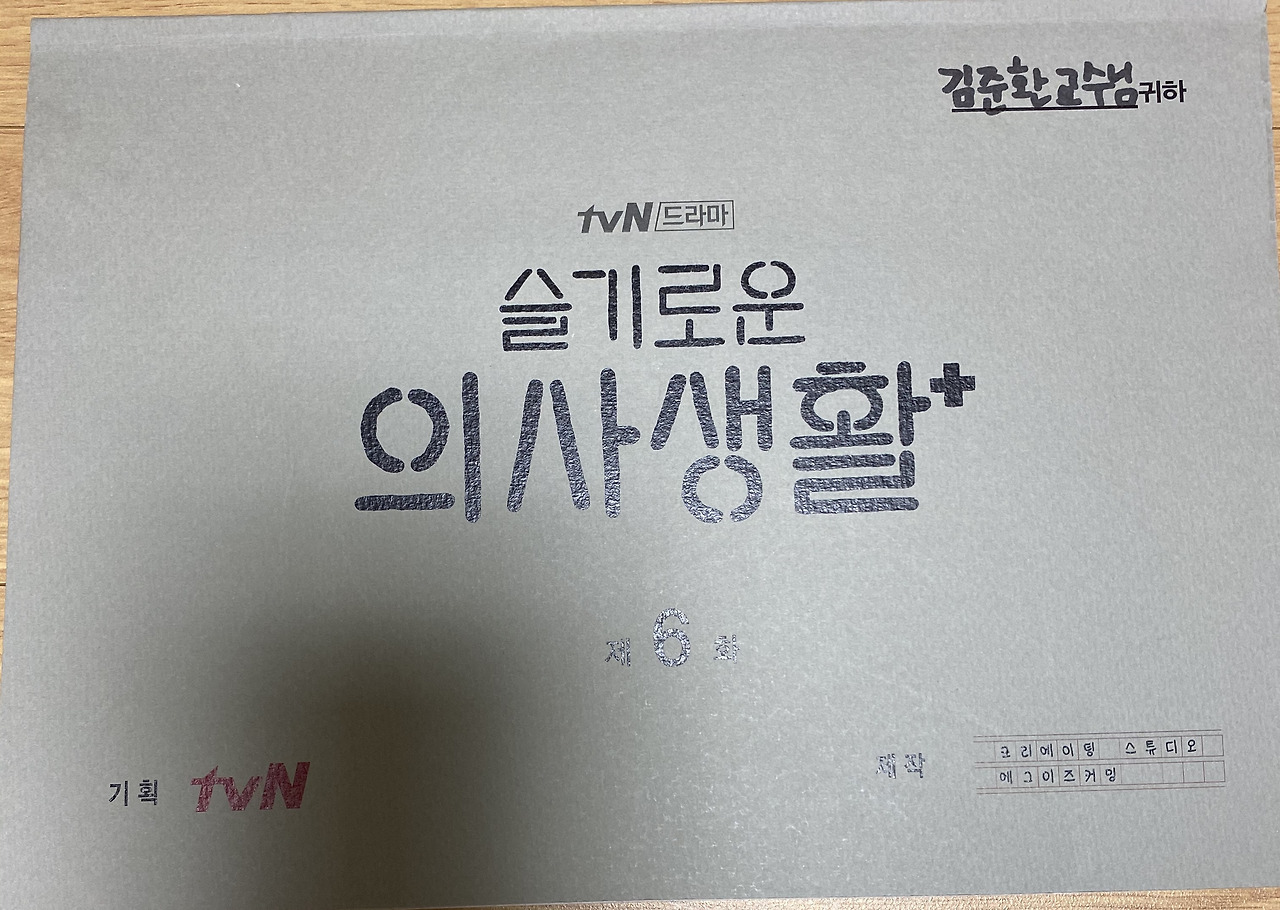 김준환교수님귀하
tvN 드라마
슬기로운
의사생활+
제 6 화
기획 tvN
제작
크리에이팅 스튜디오
에그이즈커밍